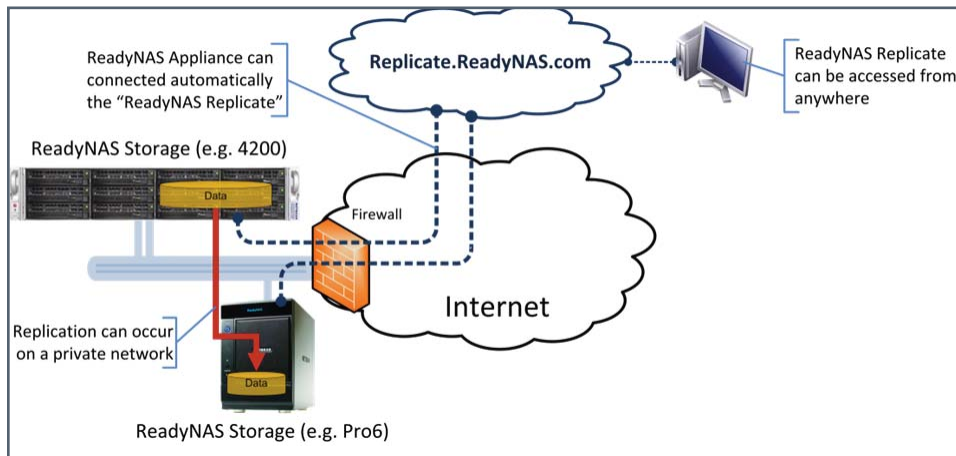 ReadyNAS Appliance can
connected automatically
the “ReadyNAS Replicate”
Replicate.ReadyNAS.com
ReadyNAS Replicate
can be accessed from
anywhere
ReadyNAS Storage (e.g. 4200)
Data
Firewall
Internet
Replication can occur
on a private network
Data
ReadyNAS Storage (e.g. Pro6)